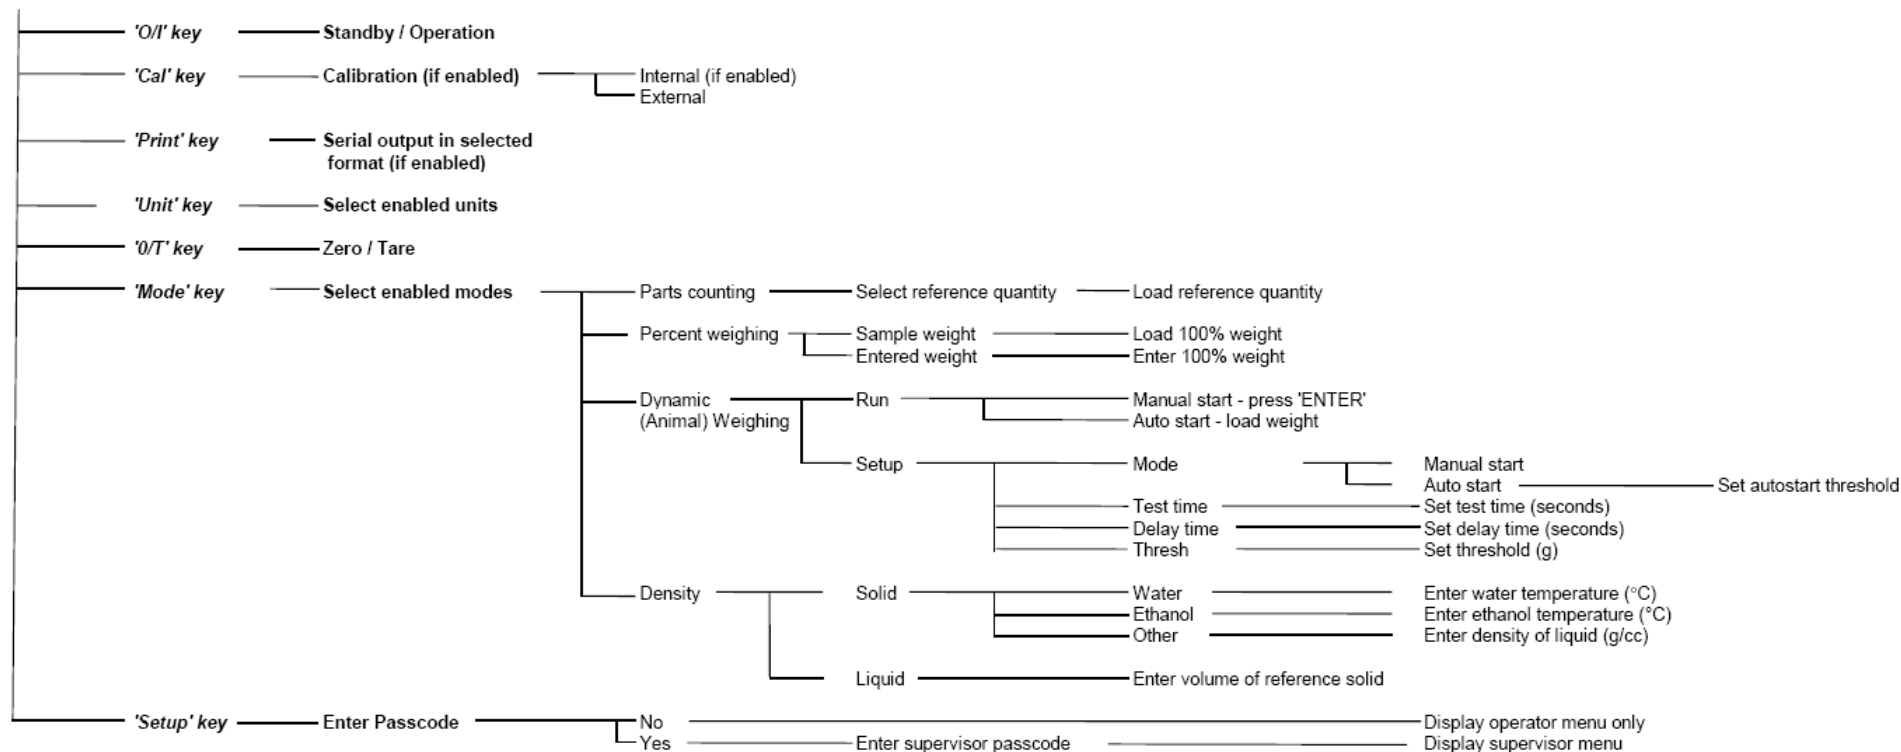 'O/I' key Standby / Operation
'Cal' key Calibration (if enabled) Internal (if enabled)
External
'Print' key Serial output in selected
format (if enabled)
'Unit' key Select enabled units
'0/T' key Zero / Tare
'Mode' key Select enabled modes Parts counting Select reference quantity Load reference quantity
Percent weighing Sample weight Load 100% weight
Entered weight Enter 100% weight
Dynamic Run Manual start - press 'ENTER'
(Animal) Weighing Auto start - load weight
Setup Mode Manual start
Auto start Set autostart threshold
Test time Set test time (seconds)
Delay time Set delay time (seconds)
Thresh Set threshold (g)
Density Solid Water Enter water temperature (°C)
Ethanol Enter ethanol temperature (°C)
Other Enter density of liquid (g/cc)
Liquid Enter volume of reference solid
'Setup' key Enter Passcode No Display operator menu only
Yes Enter supervisor passcode Display supervisor menu